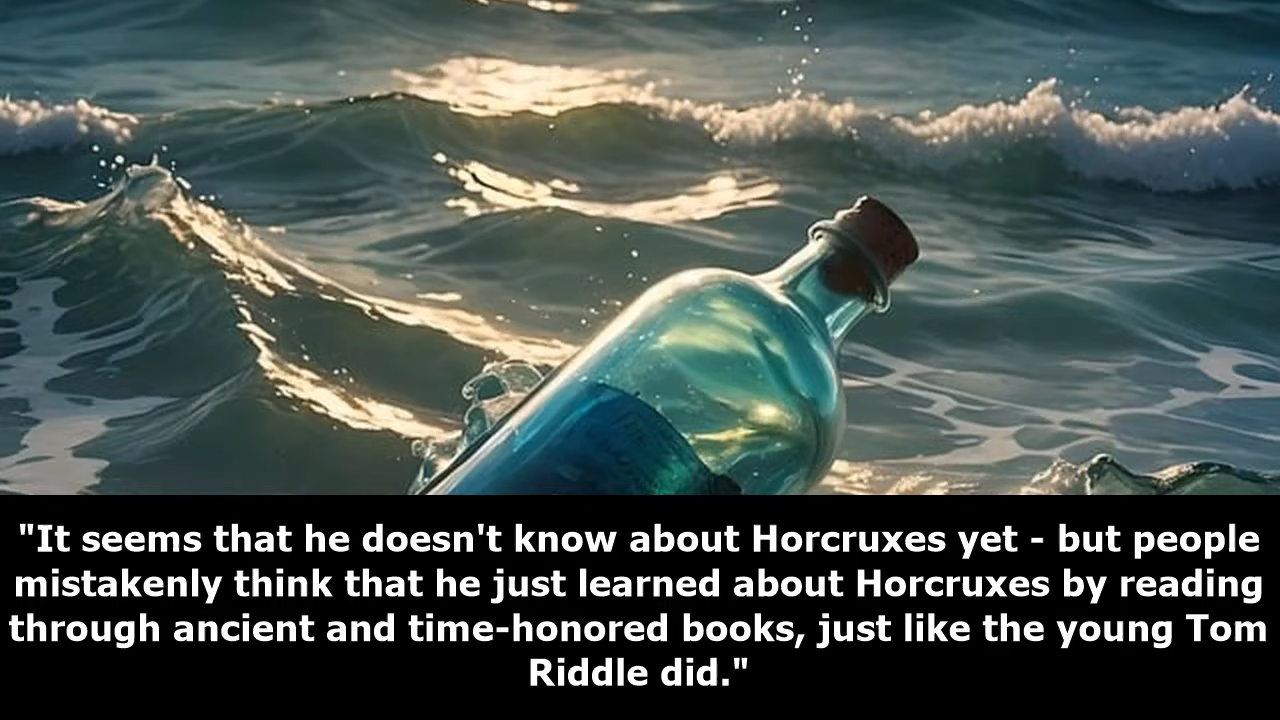 "It seems that he doesn't know about Horcruxes yet - but people
mistakenly think that he just learned about Horcruxes by reading
through ancient and time-honored books, just like the young Tom
Riddle did."